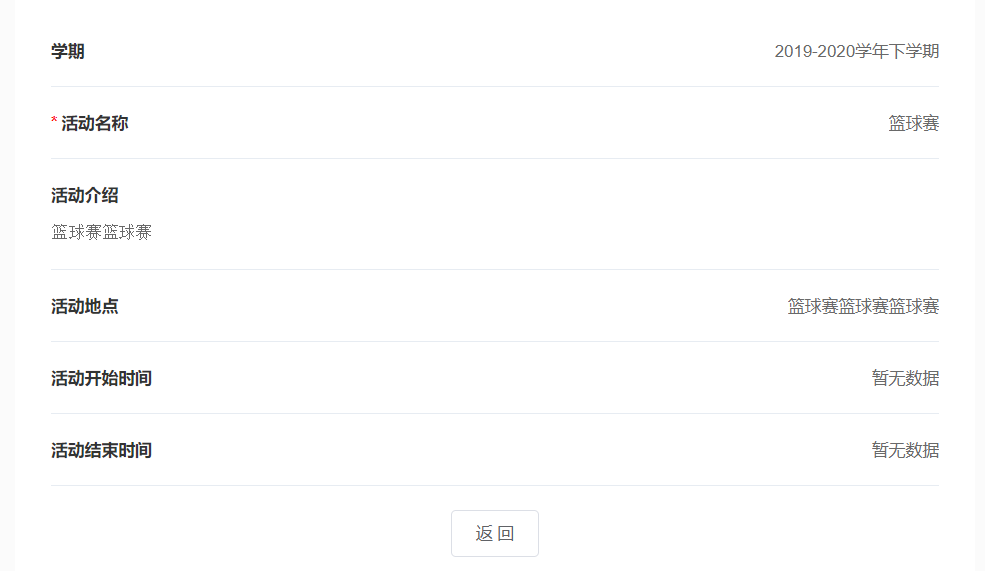 学期
2019-2020学年下学期
* 活动名称
篮球赛
活动介绍
篮球赛篮球赛
活动地点
篮球赛篮球赛篮球赛
活动开始时间
暂无数据
活动结束时间
暂无数据
返 回